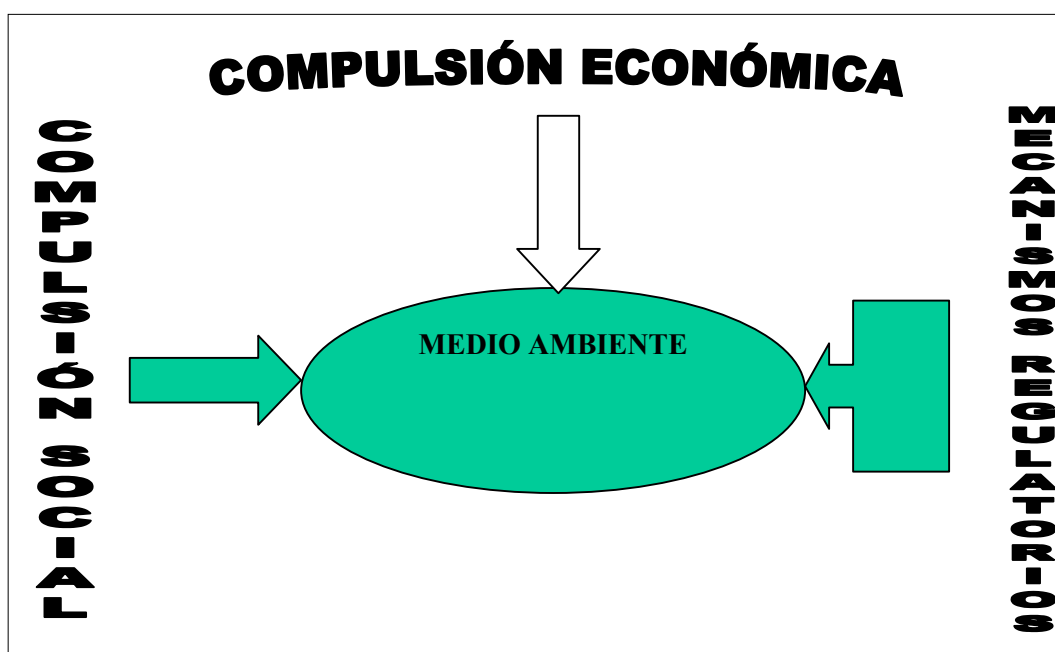 COMPULSIÓN ECONÓMICA
COMPULSIÓN SOCIAL
MEDIO AMBIENTE
MECANISMOS REGULATORIOS